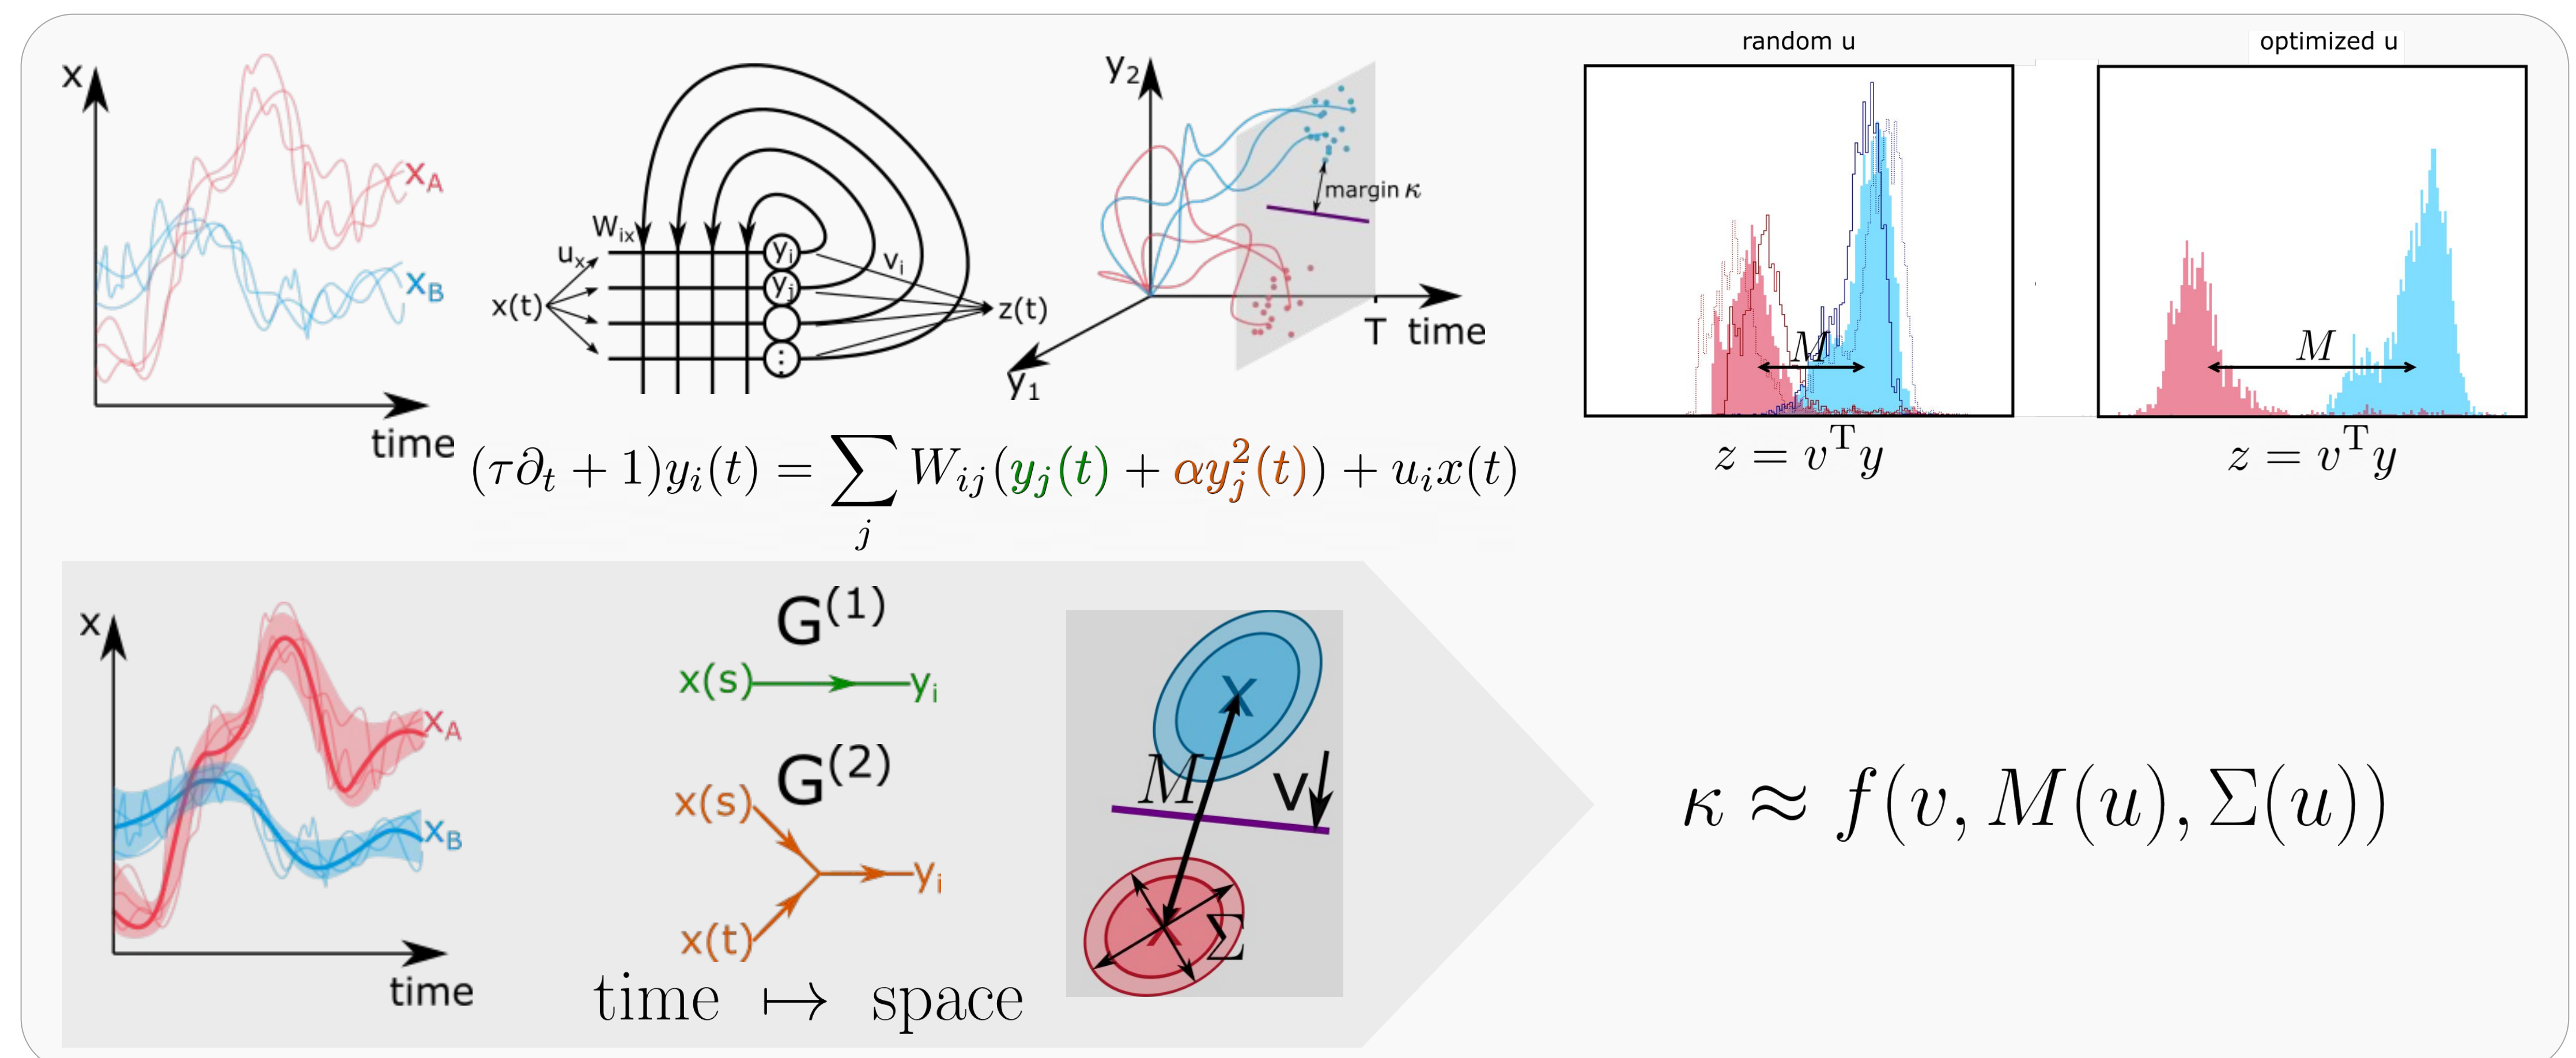 x
x_A
x_B
time
W_ix
u_x
x(t)
y_i
y_j
⋮
v_i
z(t)
y_2
margin κ
T time
y_1
(τ∂_t + 1)y_i(t) = ∑_j W_ij(y_j(t) + αy_j^2(t)) + u_i x(t)
random u
M
z = v^T y
optimized u
M
z = v^T y
x
x_A
x_B
time
G^(1)
x(s) y_i
G^(2)
x(s)
y_i
x(t)
time ↦ space
x
M
v
x
Σ
κ ≈ f(v, M(u), Σ(u))